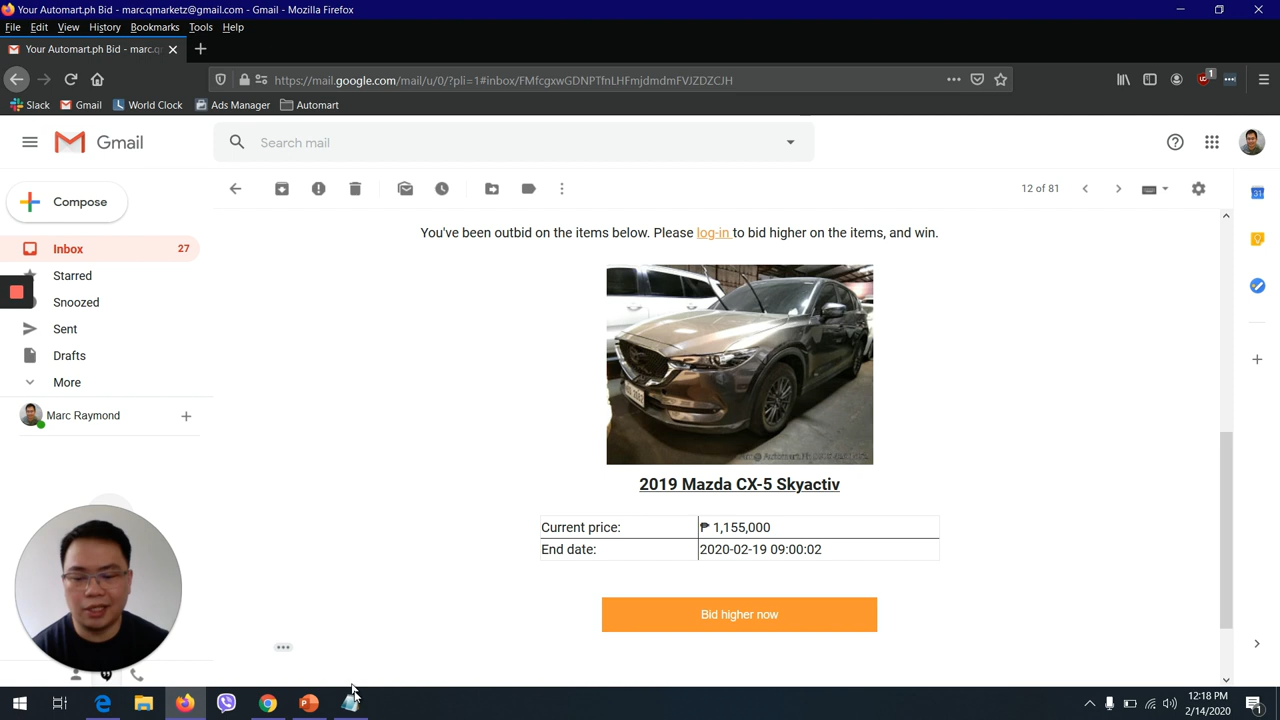 Your Automart.ph Bid - marc.qmarketz@gmail.com - Gmail - Mozilla Firefox
File Edit View History Bookmarks Tools Help
Your Automart.ph Bid - marc.q
https://mail.google.com/mail/u/0/?pli=1#inbox/FMfcgxwGDNPTfnLHFmjdmdmFVJZDZCJH
1
Slack Gmail World Clock Ads Manager Automart
Gmail
Search mail
Compose
12 of 81
31
Inbox 27
Starred
Snoozed
Sent
Drafts
More
Marc Raymond
You've been outbid on the items below. Please log-in to bid higher on the items, and win.
2019 Mazda CX-5 Skyactiv
Current price: ₱ 1,155,000
End date: 2020-02-19 09:00:02
Bid higher now
12:18 PM
2/14/2020
1